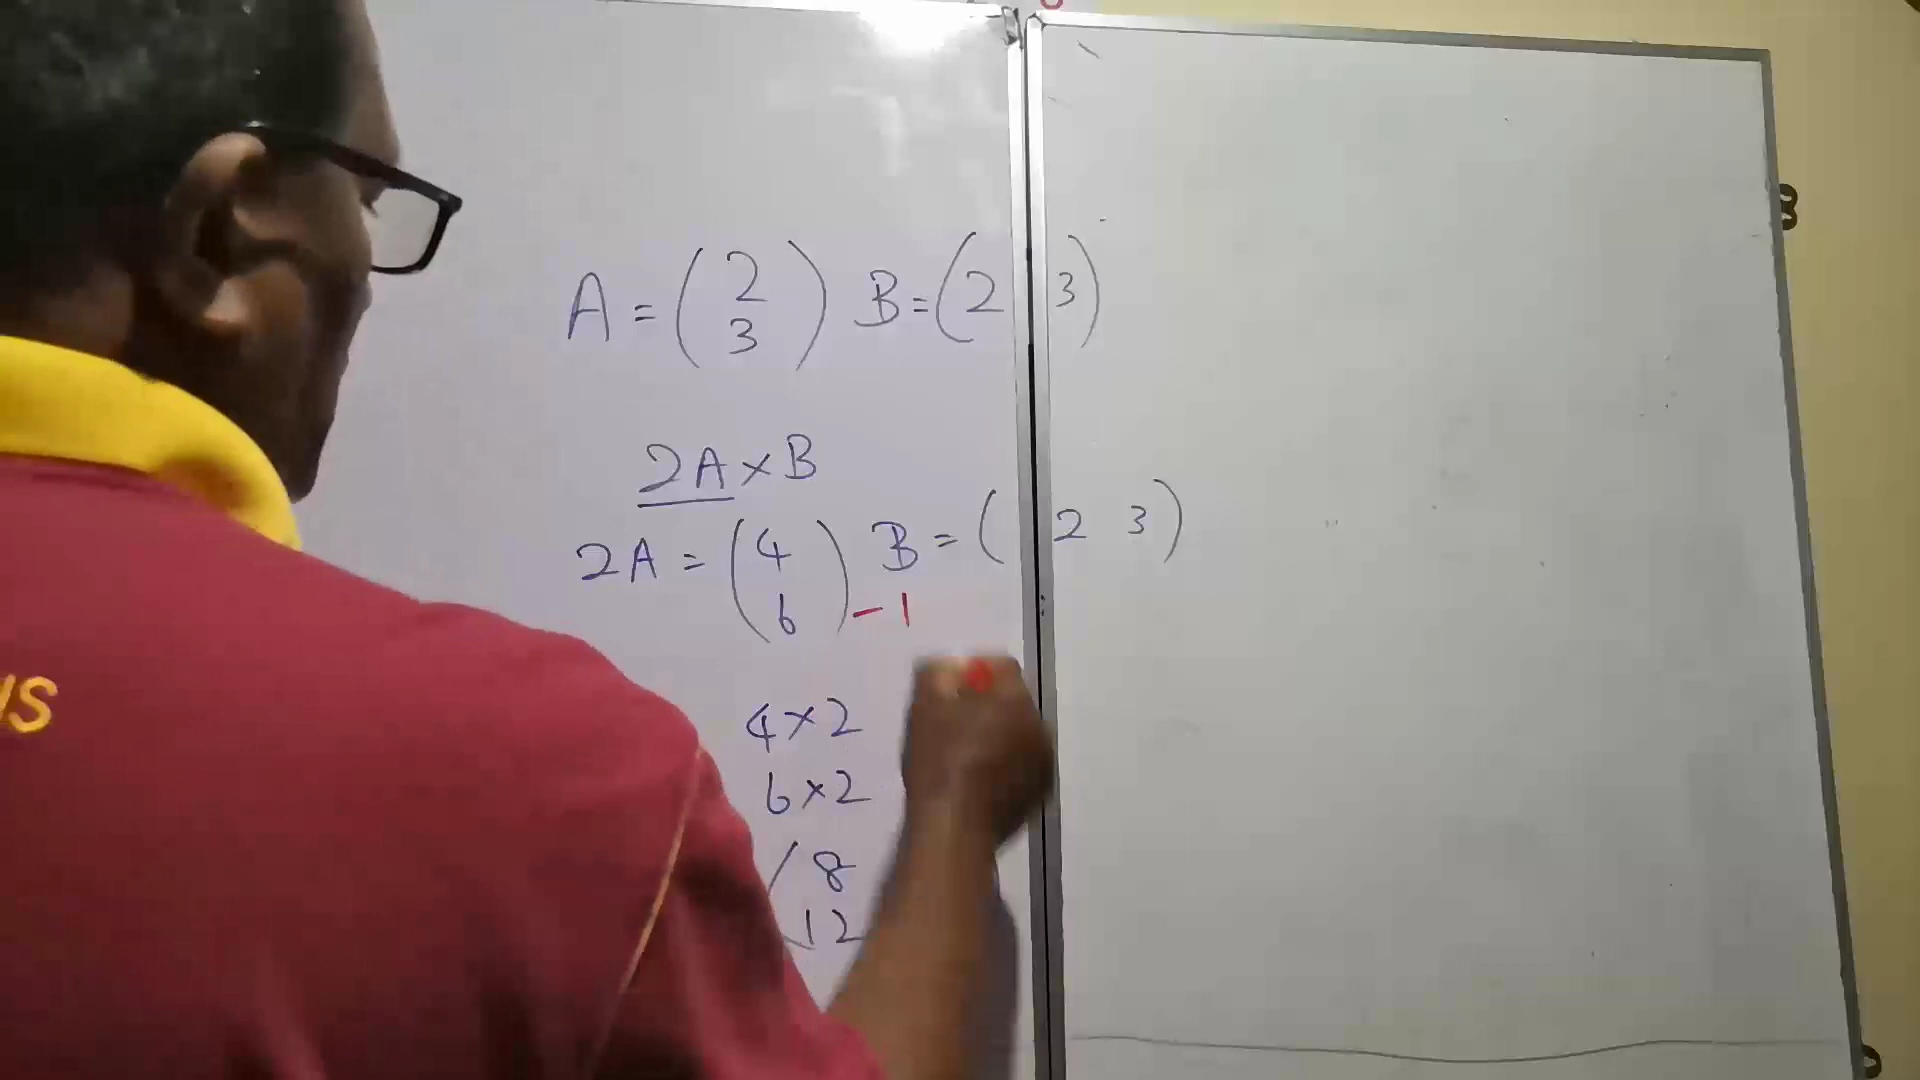 A = ( 2 3 ) B = ( 2 3 )
2A × B
2A = ( 4 6 ) B = ( 2 3 )
- 1
4 × 2
6 × 2
( 8
12